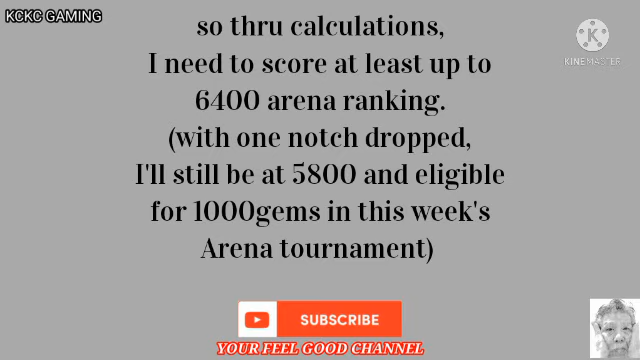 KCKC GAMING
so thru calculations,
I need to score at least up to
6400 arena ranking.
(with one notch dropped,
I'll still be at 5800 and eligible
for 1000gems in this week's
Arena tournament)
KINEMASTER
SUBSCRIBE
YOUR FEEL GOOD CHANNEL